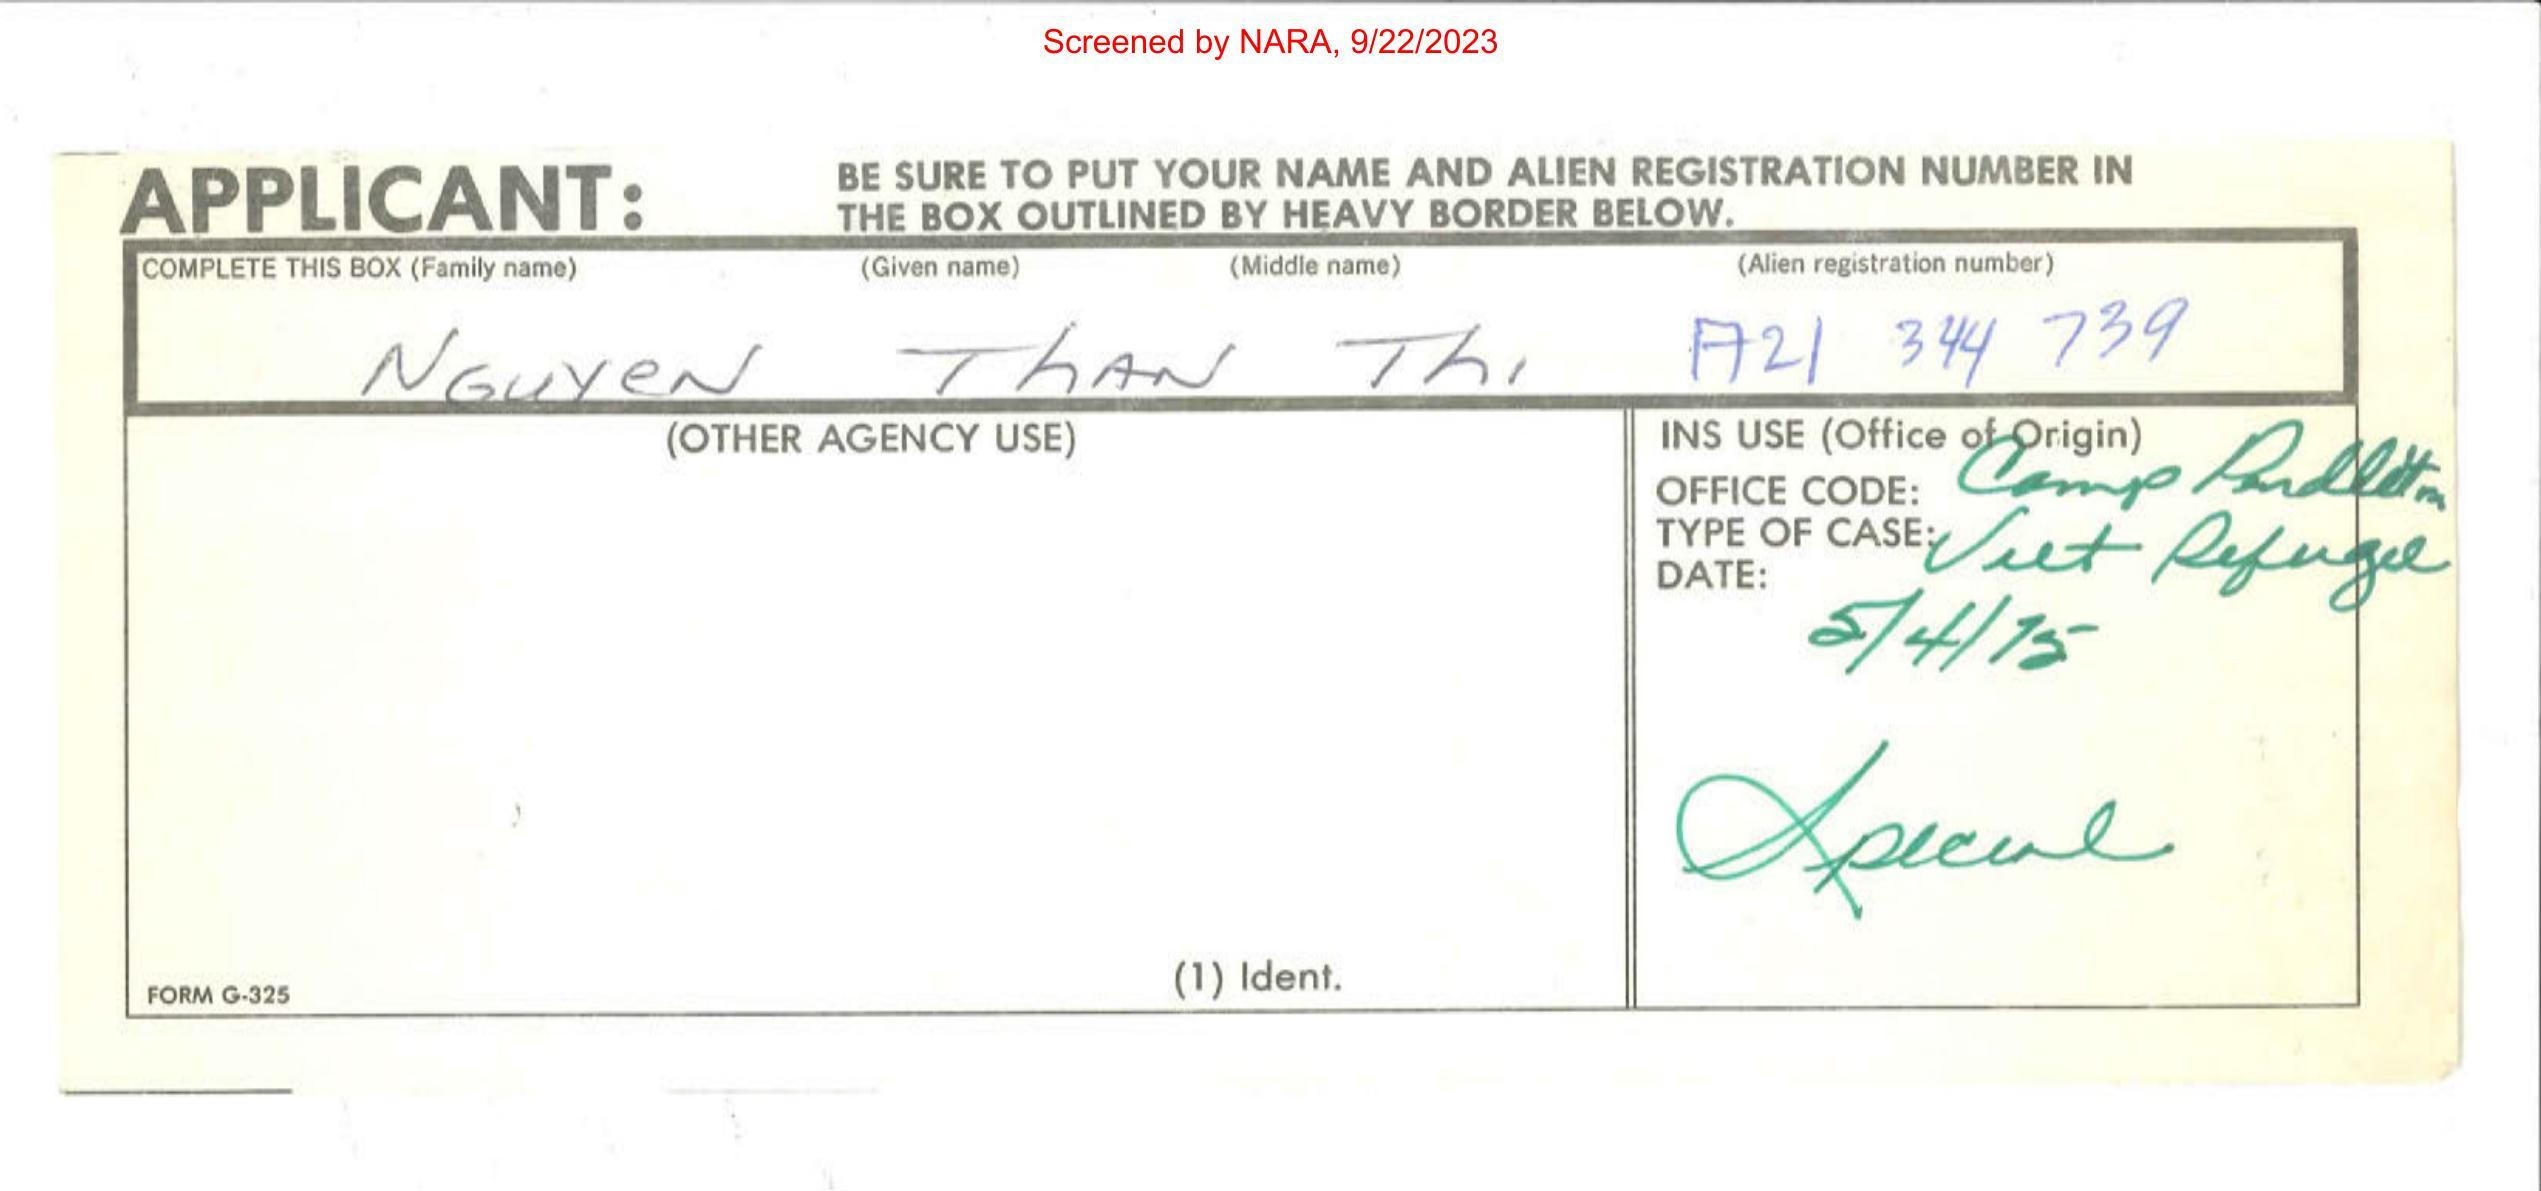 Screened by NARA, 9/22/2023
APPLICANT:
BE SURE TO PUT YOUR NAME AND ALIEN REGISTRATION NUMBER IN
THE BOX OUTLINED BY HEAVY BORDER BELOW.
COMPLETE THIS BOX (Family name) (Given name) (Middle name) (Alien registration number)
NGUYEN THAN THI A21 344 739
(OTHER AGENCY USE)
INS USE (Office of Origin)
OFFICE CODE: Camp Pendleton
TYPE OF CASE: Viet Refugee
DATE:
5/4/75
Special
(1) Ident.
FORM G-325